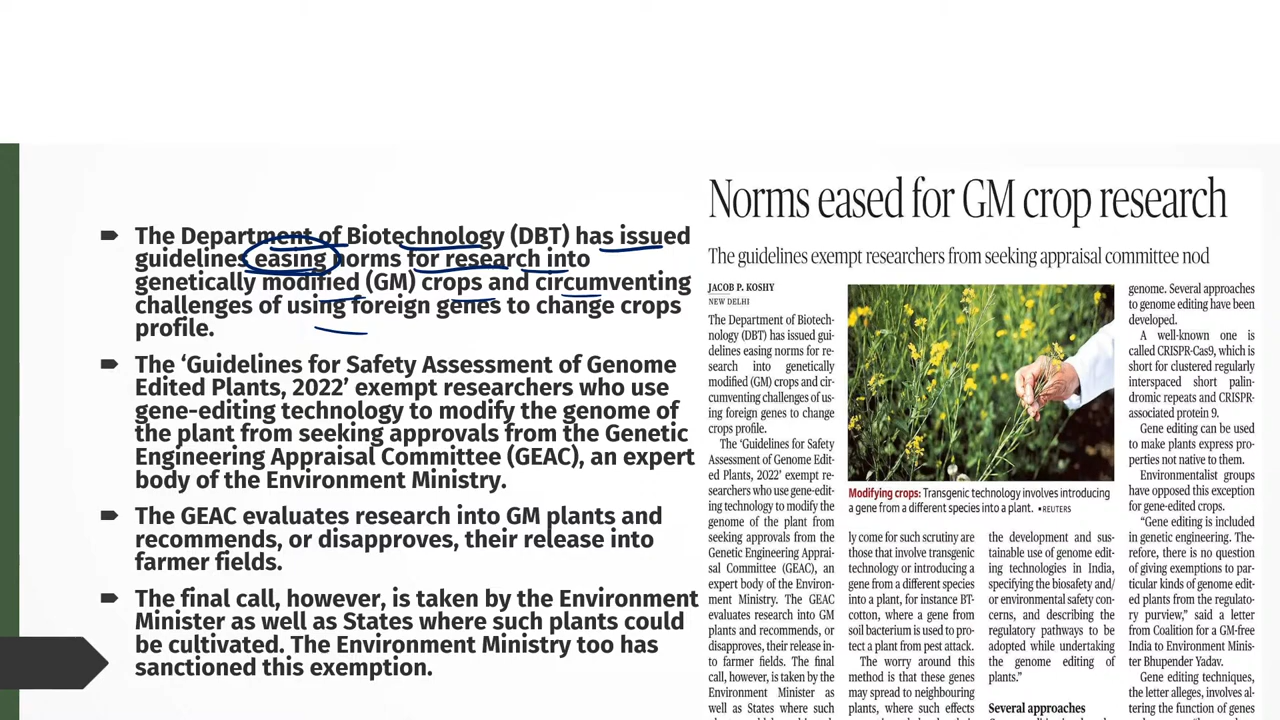 The Department of Biotechnology (DBT) has issued
guidelines easing norms for research into
genetically modified (GM) crops and circumventing
challenges of using foreign genes to change crops
profile.
The ‘Guidelines for Safety Assessment of Genome
Edited Plants, 2022’ exempt researchers who use
gene-editing technology to modify the genome of
the plant from seeking approvals from the Genetic
Engineering Appraisal Committee (GEAC), an expert
body of the Environment Ministry.
The GEAC evaluates research into GM plants and
recommends, or disapproves, their release into
farmer fields.
The final call, however, is taken by the Environment
Minister as well as States where such plants could
be cultivated. The Environment Ministry too has
sanctioned this exemption.
Norms eased for GM crop research
The guidelines exempt researchers from seeking appraisal committee nod
JACOB P. KOSHY
NEW DELHI
The Department of Biotech-
nology (DBT) has issued gui-
delines easing norms for re-
search into genetically
modified (GM) crops and cir-
cumventing challenges of us-
ing foreign genes to change
crops profile.
The ‘Guidelines for Safety
Assessment of Genome Edit-
ed Plants, 2022’ exempt re-
searchers who use gene-edit-
ing technology to modify the
genome of the plant from
seeking approvals from the
Genetic Engineering Apprai-
sal Committee (GEAC), an
expert body of the Environ-
ment Ministry. The GEAC
evaluates research into GM
plants and recommends, or
disapproves, their release in-
to farmer fields. The final
call, however, is taken by the
Environment Minister as
well as States where such
Modifying crops: Transgenic technology involves introducing
a gene from a different species into a plant. •REUTERS
ly come for such scrutiny are
those that involve transgenic
technology or introducing a
gene from a different species
into a plant, for instance BT-
cotton, where a gene from
soil bacterium is used to pro-
tect a plant from pest attack.
The worry around this
method is that these genes
may spread to neighbouring
plants, where such effects
the development and sus-
tainable use of genome edit-
ing technologies in India,
specifying the biosafety and/
or environmental safety con-
cerns, and describing the
regulatory pathways to be
adopted while undertaking
the genome editing of
plants.”
Several approaches
genome. Several approaches
to genome editing have been
developed.
A well-known one is
called CRISPR-Cas9, which is
short for clustered regularly
interspaced short palin-
dromic repeats and CRISPR-
associated protein 9.
Gene editing can be used
to make plants express pro-
perties not native to them.
Environmentalist groups
have opposed this exception
for gene-edited crops.
“Gene editing is included
in genetic engineering. The-
refore, there is no question
of giving exemptions to par-
ticular kinds of genome edit-
ed plants from the regulato-
ry purview,” said a letter
from Coalition for a GM-free
India to Environment Minis-
ter Bhupender Yadav.
Gene editing techniques,
the letter alleges, involves al-
tering the function of genes